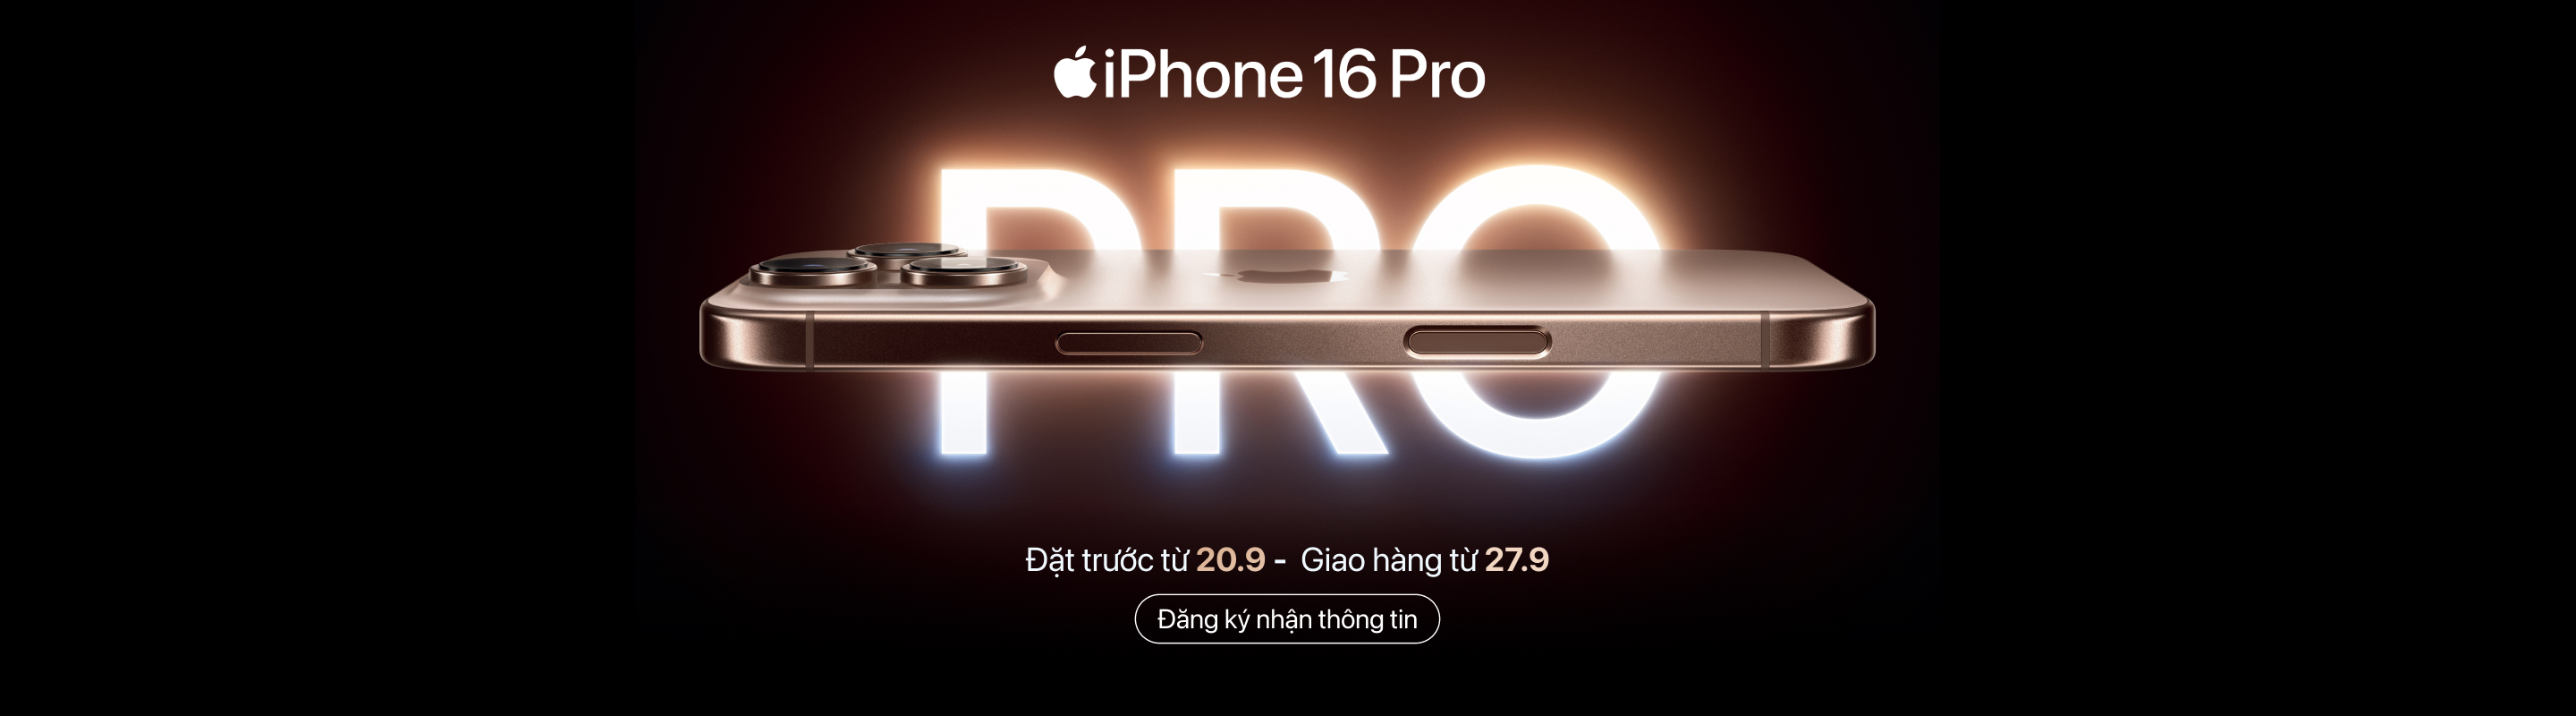 iPhone 16 Pro
PRO
Đặt trước từ 20.9 - Giao hàng từ 27.9
Đăng ký nhận thông tin